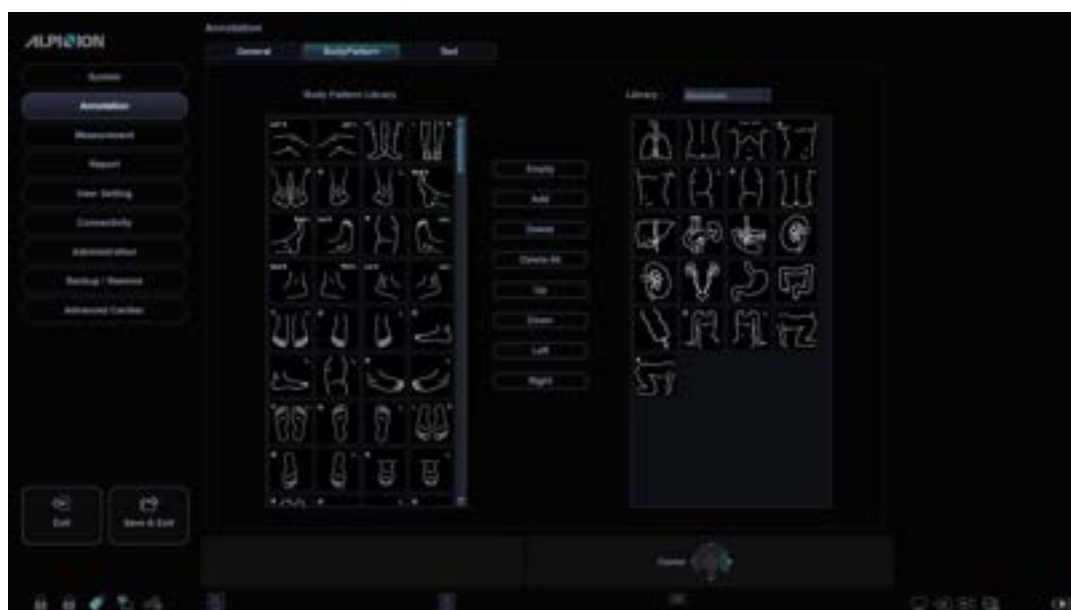 ALPINION
Annotation
General
BodyPattern
Text
System
Annotation
Measurement
Report
User Setting
Connectivity
Administration
Backup / Restore
Advanced Cardiac
Body Pattern Library
Library :
Abdomen
Empty
Add
Delete
Delete All
Up
Down
Left
Right
Exit
Save & Exit